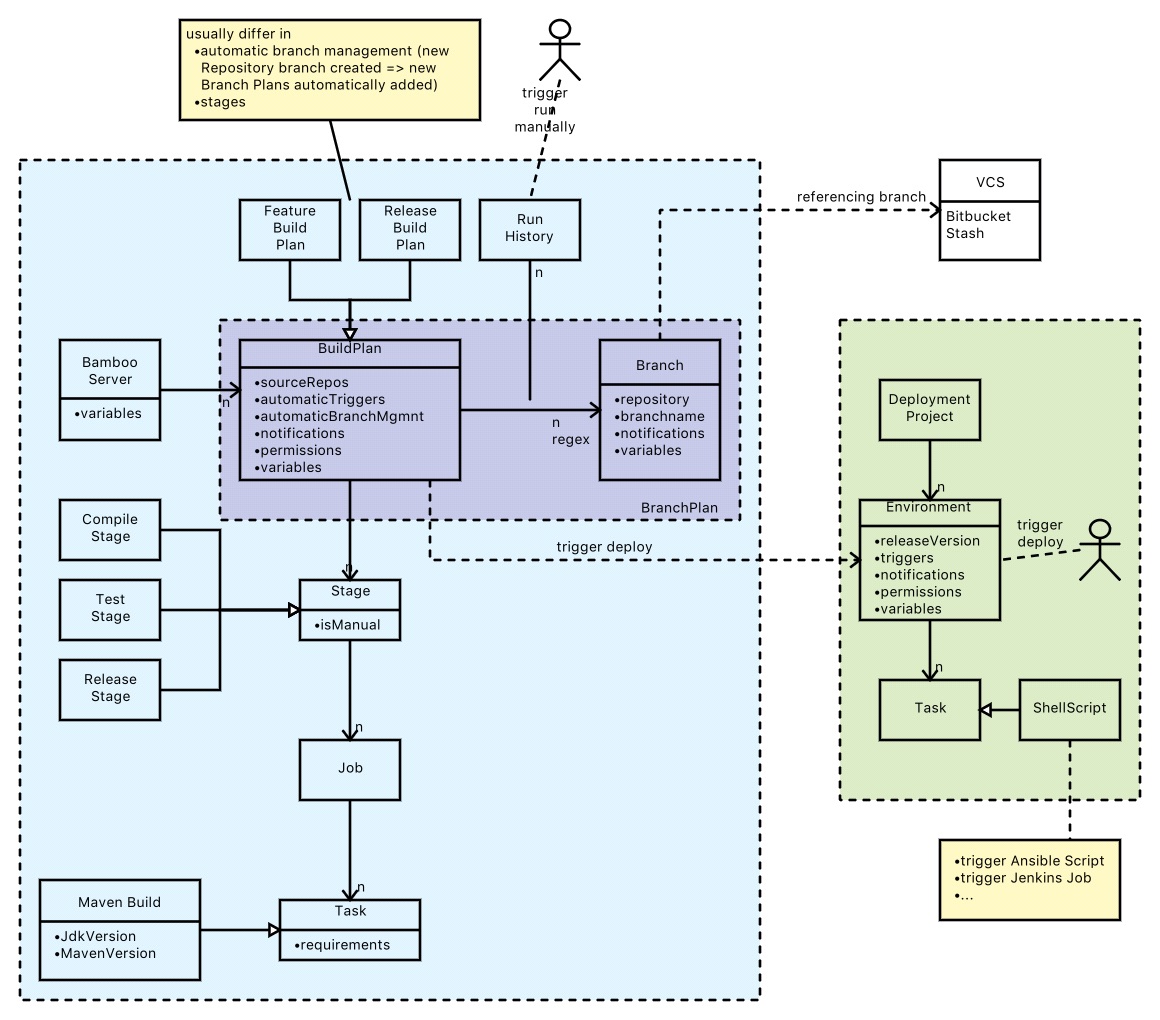 usually differ in
•automatic branch management (new
Repository branch created => new
Branch Plans automatically added)
•stages
trigger
run
manually
Feature
Build
Plan
Release
Build
Plan
Run
History
n
referencing branch
VCS
Bitbucket
Stash
Bamboo
Server
•variables
n
BuildPlan
•sourceRepos
•automaticTriggers
•automaticBranchMgmnt
•notifications
•permissions
•variables
n
regex
Branch
•repository
•branchname
•notifications
•variables
BranchPlan
Deployment
Project
n
Compile
Stage
Test
Stage
Release
Stage
trigger deploy
n
Stage
•isManual
Environment
•releaseVersion
•triggers
•notifications
•permissions
•variables
trigger
deploy
n
Task
ShellScript
n
Job
n
Maven Build
•JdkVersion
•MavenVersion
Task
•requirements
•trigger Ansible Script
•trigger Jenkins Job
•...